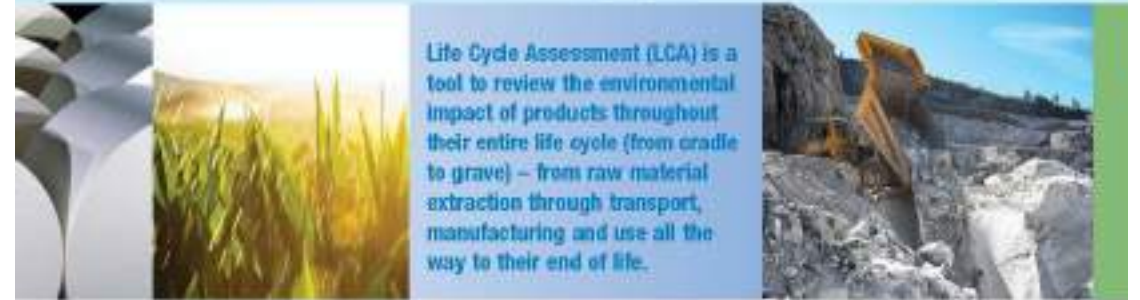 Life Cycle Assessment (LCA) is a
tool to review the environmental
impact of products throughout
their entire life cycle (from cradle
to grave) – from raw material
extraction through transport,
manufacturing and use all the
way to their end of life.